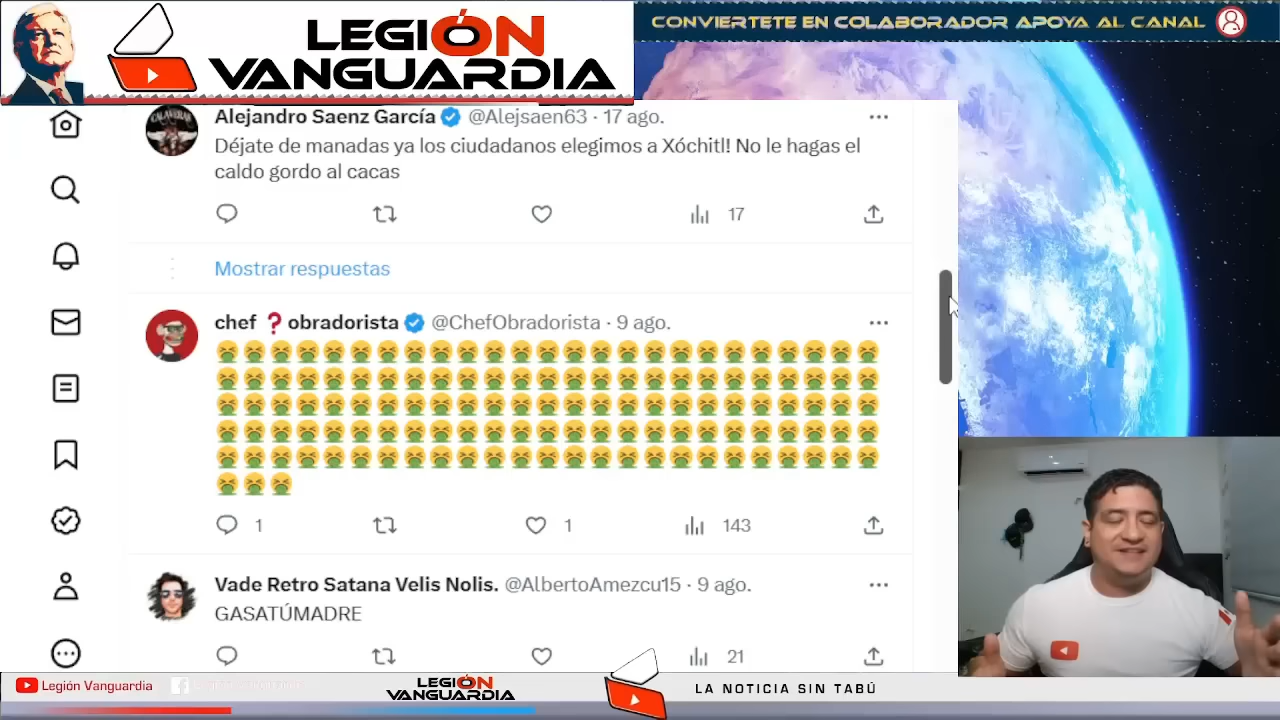 LEGIÓN
VANGUARDIA
CONVIERTETE EN COLABORADOR APOYA AL CANAL
Alejandro Saenz García @Alejsaen63 · 17 ago.
Déjate de manadas ya los ciudadanos elegimos a Xóchitl! No le hagas el
caldo gordo al cacas
17
Mostrar respuestas
chef ❓ obradorista @ChefObradorista · 9 ago.
🤮🤮🤮🤮🤮🤮🤮🤮🤮🤮🤮🤮🤮🤮🤮🤮🤮🤮🤮🤮🤮🤮🤮🤮🤮
🤮🤮🤮🤮🤮🤮🤮🤮🤮🤮🤮🤮🤮🤮🤮🤮🤮🤮🤮🤮🤮🤮🤮🤮🤮
🤮🤮🤮🤮🤮🤮🤮🤮🤮🤮🤮🤮🤮🤮🤮🤮🤮🤮🤮🤮🤮🤮🤮🤮🤮
🤮🤮🤮🤮🤮🤮🤮🤮🤮🤮🤮🤮🤮🤮🤮🤮🤮🤮🤮🤮🤮🤮🤮🤮🤮
🤮🤮🤮🤮🤮🤮🤮🤮🤮🤮🤮🤮🤮🤮🤮🤮🤮🤮🤮🤮🤮🤮🤮🤮🤮
🤮🤮🤮
1 1 143
Vade Retro Satana Velis Nolis. @AlbertoAmezcu15 · 9 ago.
GASATÚMADRE
21
Legión Vanguardia
LEGIÓN
VANGUARDIA
LA NOTICIA SIN TABÚ